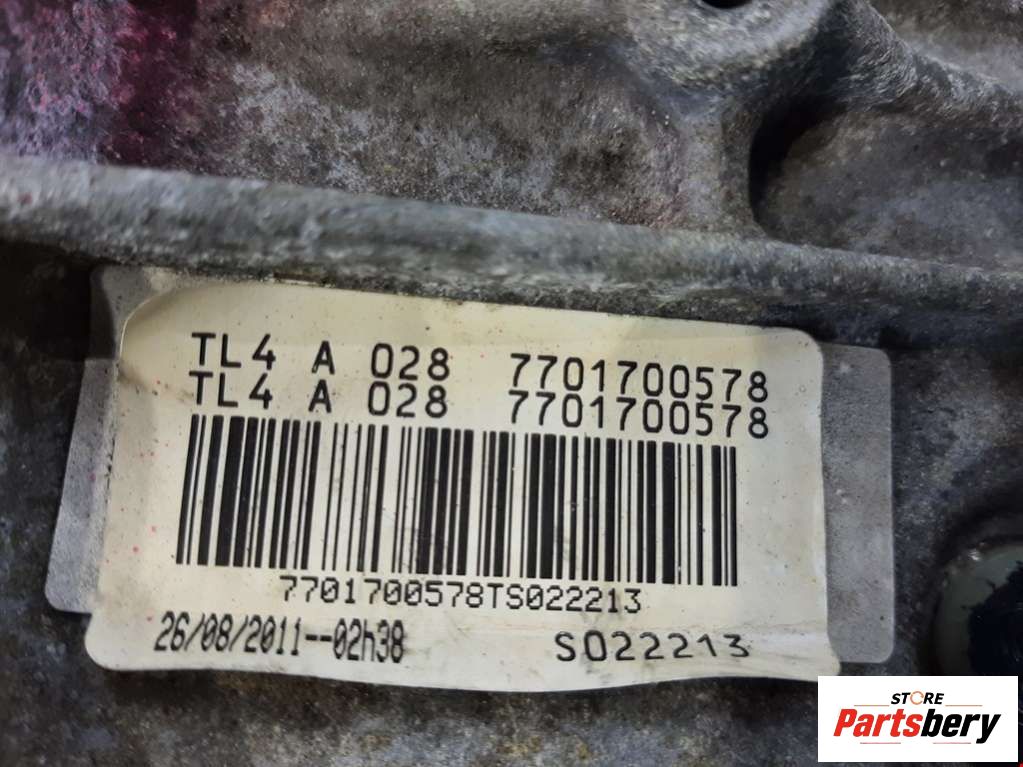 TL4 A 028 7701700578
TL4 A 028 7701700578
7701700578TS022213
26/08/2011--02h38 S022213
STORE
Partsbery